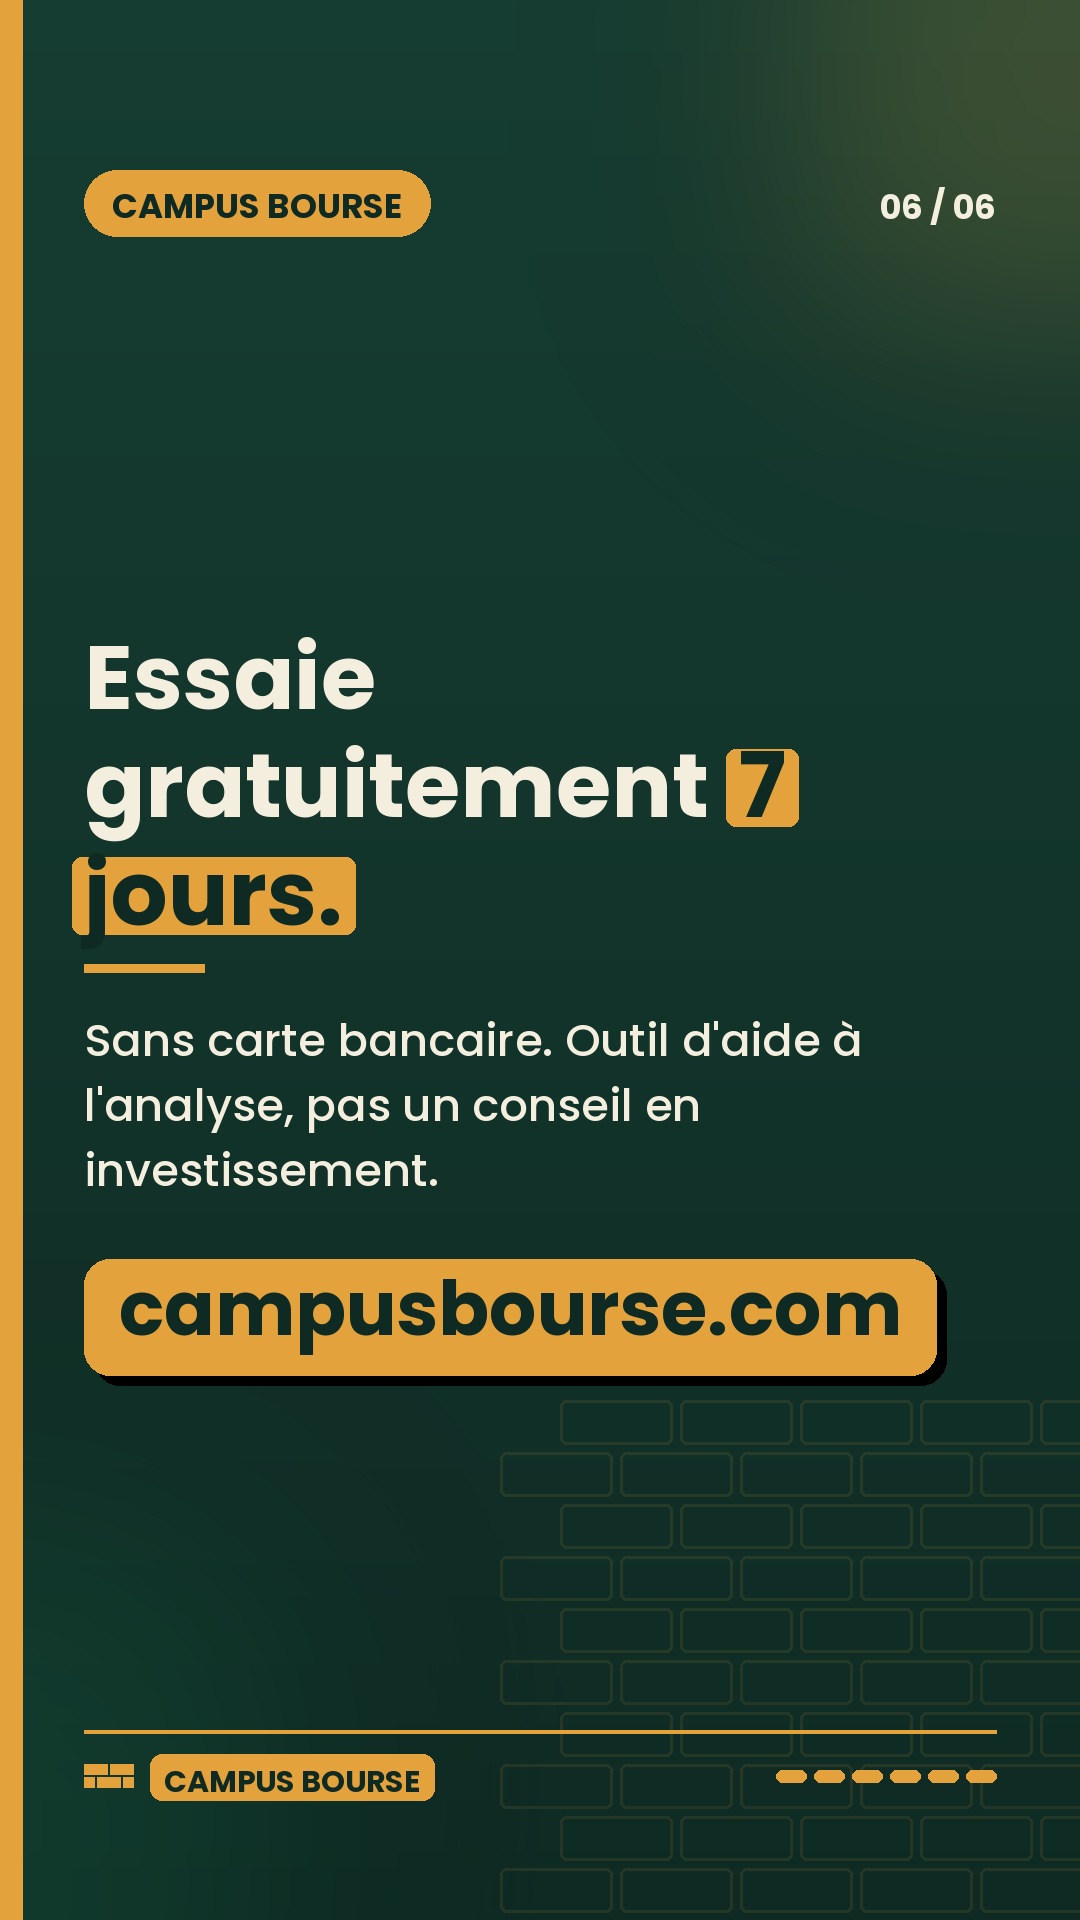 CAMPUS BOURSE
06 / 06
Essaie
gratuitement 7
jours.
Sans carte bancaire. Outil d'aide à
l'analyse, pas un conseil en
investissement.
campusbourse.com
CAMPUS BOURSE